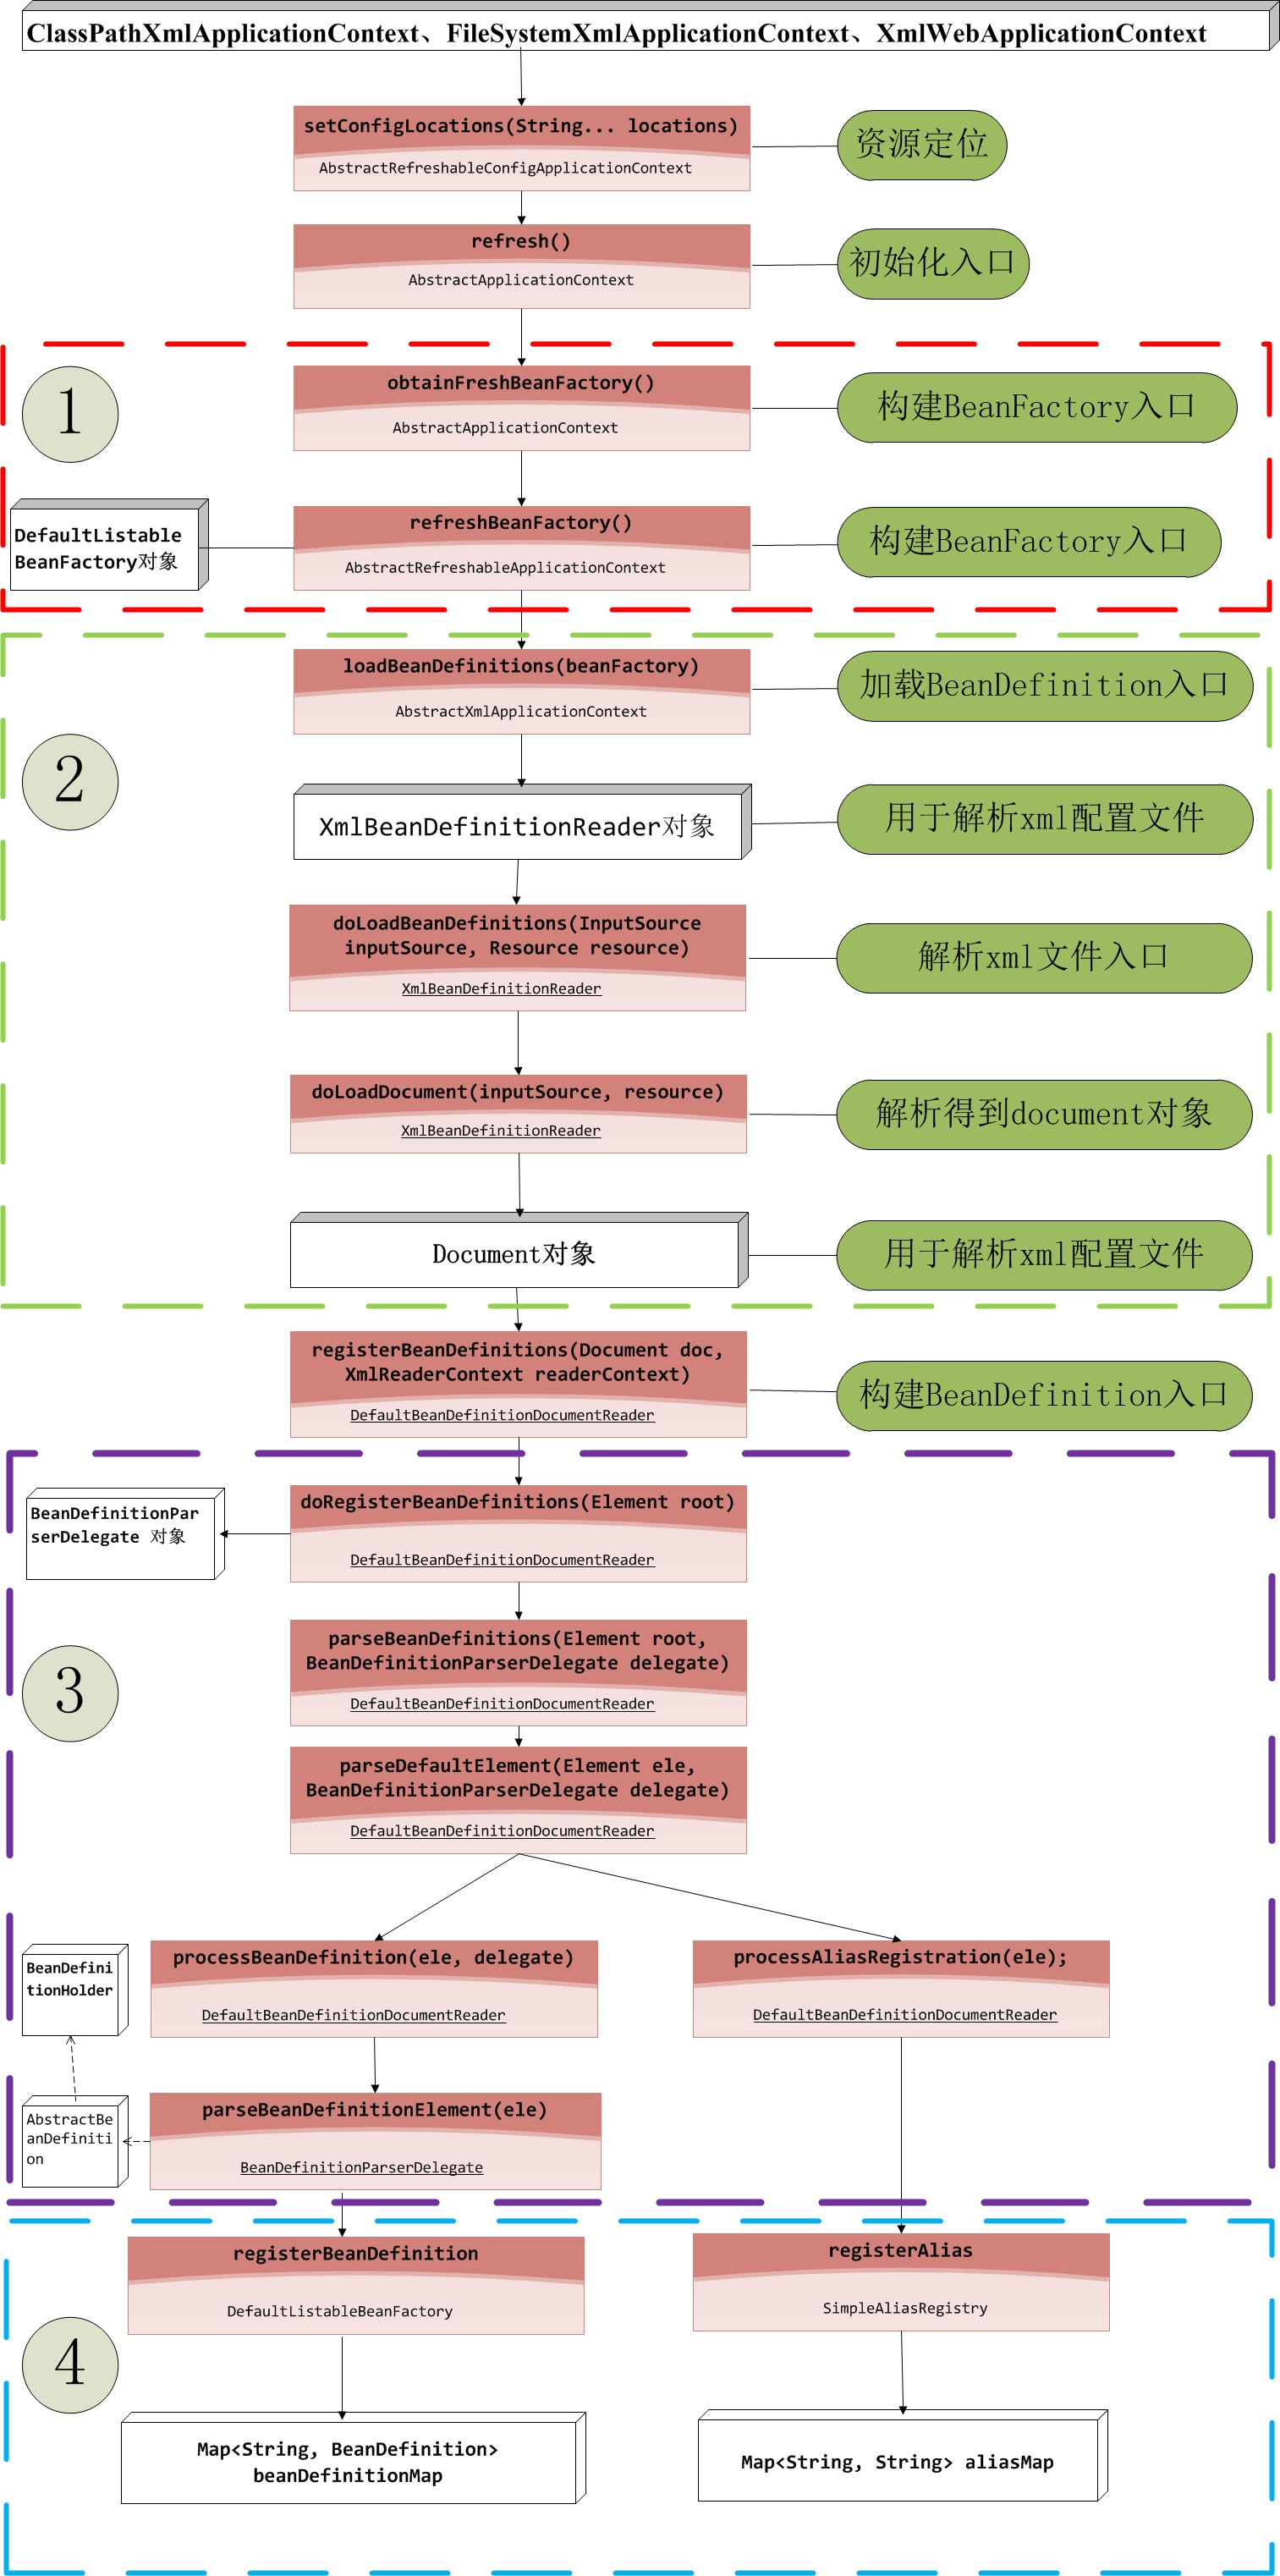 ClassPathXmlApplicationContext、FileSystemXmlApplicationContext、XmlWebApplicationContext
setConfigLocations(String... locations)
AbstractRefreshableConfigApplicationContext
资源定位
refresh()
AbstractApplicationContext
初始化入口
1
obtainFreshBeanFactory()
AbstractApplicationContext
构建BeanFactory入口
DefaultListable
BeanFactory对象
refreshBeanFactory()
AbstractRefreshableApplicationContext
构建BeanFactory入口
loadBeanDefinitions(beanFactory)
AbstractXmlApplicationContext
加载BeanDefinition入口
2
XmlBeanDefinitionReader对象
用于解析xml配置文件
doLoadBeanDefinitions(InputSource
inputSource, Resource resource)
XmlBeanDefinitionReader
解析xml文件入口
doLoadDocument(inputSource, resource)
XmlBeanDefinitionReader
解析得到document对象
Document对象
用于解析xml配置文件
registerBeanDefinitions(Document doc,
XmlReaderContext readerContext)
DefaultBeanDefinitionDocumentReader
构建BeanDefinition入口
BeanDefinitionPar
serDelegate 对象
doRegisterBeanDefinitions(Element root)
DefaultBeanDefinitionDocumentReader
3
parseBeanDefinitions(Element root,
BeanDefinitionParserDelegate delegate)
DefaultBeanDefinitionDocumentReader
parseDefaultElement(Element ele,
BeanDefinitionParserDelegate delegate)
DefaultBeanDefinitionDocumentReader
BeanDefini
tionHolder
processBeanDefinition(ele, delegate)
DefaultBeanDefinitionDocumentReader
processAliasRegistration(ele);
DefaultBeanDefinitionDocumentReader
AbstractBe
anDefiniti
on
parseBeanDefinitionElement(ele)
BeanDefinitionParserDelegate
registerBeanDefinition
DefaultListableBeanFactory
registerAlias
SimpleAliasRegistry
4
Map<String, BeanDefinition>
beanDefinitionMap
Map<String, String> aliasMap